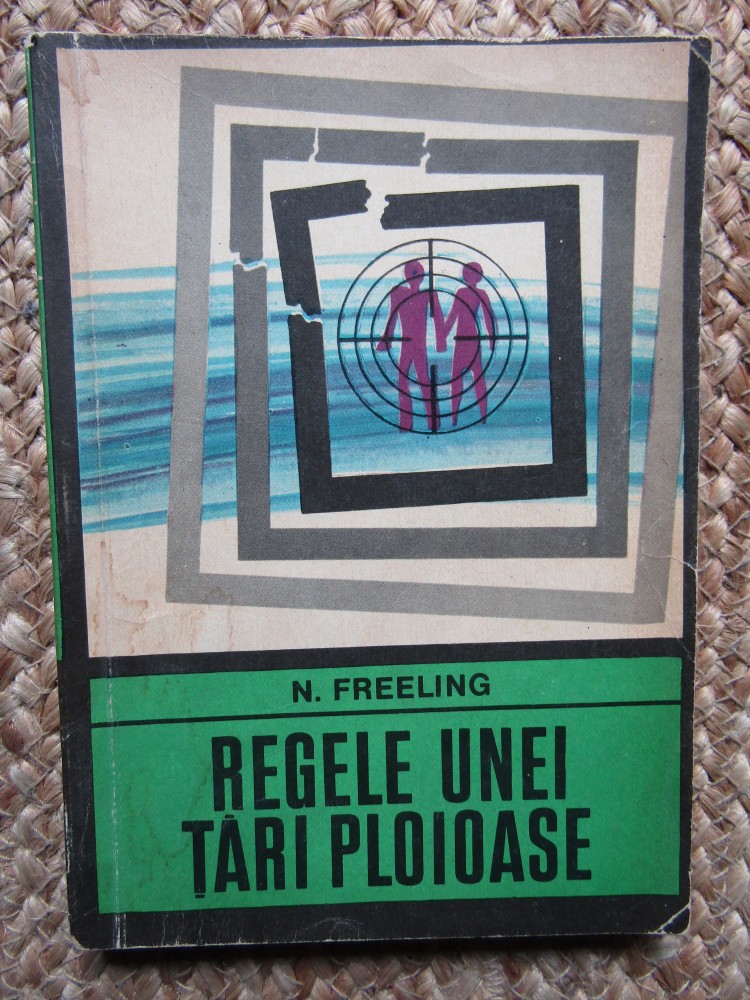 N. FREELING
REGELE UNEI
ȚĂRI PLOIOASE